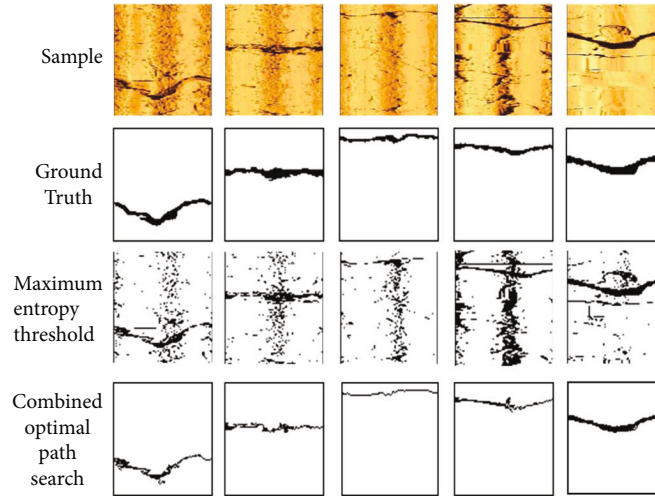 Sample
Ground
Truth
Maximum
entropy
threshold
Combined
optimal
path
search